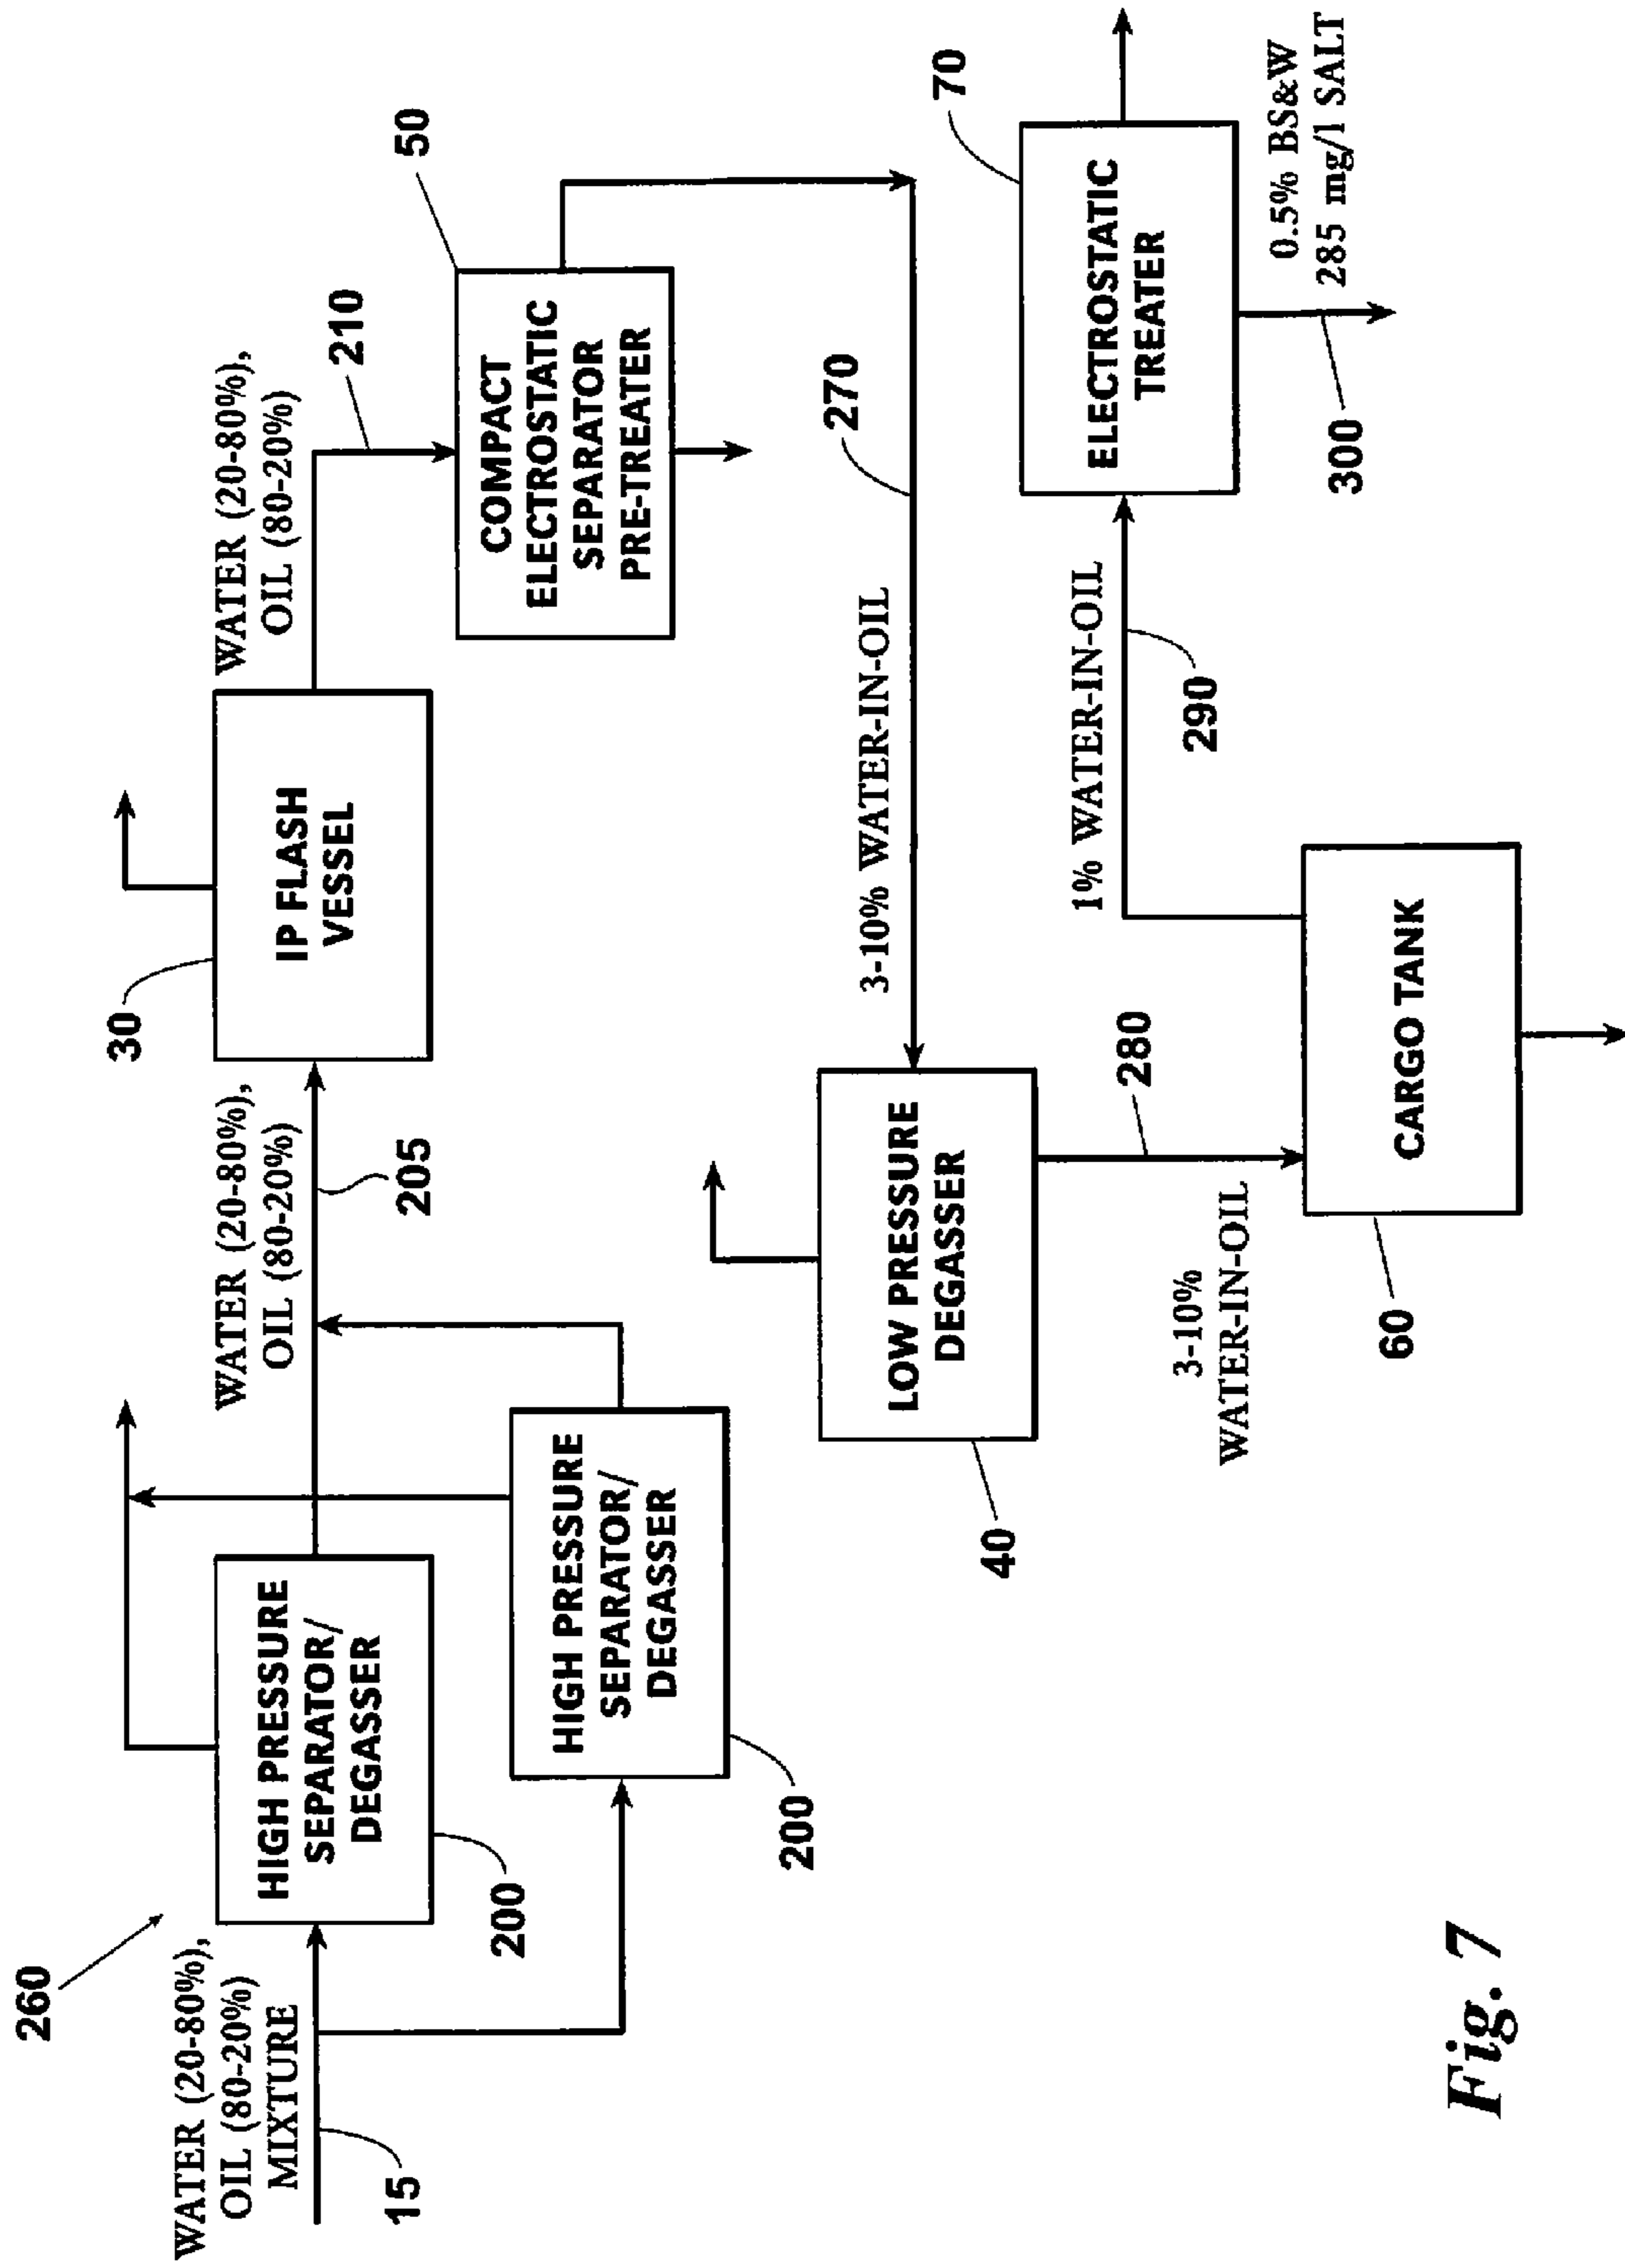 260
WATER (20-80%),
OIL (80-20%)
MIXTURE
15
HIGH PRESSURE
SEPARATOR/
DEGASSER
200
HIGH PRESSURE
SEPARATOR/
DEGASSER
200
WATER (20-80%),
OIL (80-20%)
205
30
IP FLASH
VESSEL
WATER (20-80%),
OIL (80-20%)
210
50
COMPACT
ELECTROSTATIC
SEPARATOR
PRE-TREATER
270
3-10% WATER-IN-OIL
LOW PRESSURE
DEGASSER
40
280
3-10%
WATER-IN-OIL
CARGO TANK
60
1% WATER-IN-OIL
290
70
ELECTROSTATIC
TREATER
300
0.5% BS&W
285 mg/l SALT
Fig. 7